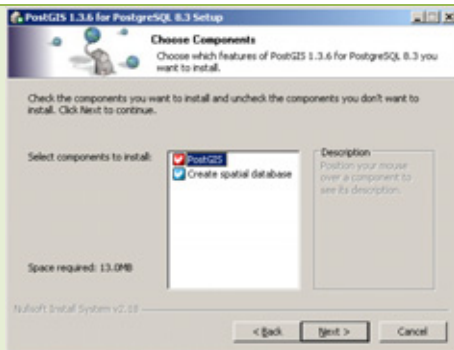 PostGIS 1.3.6 for PostgreSQL 8.3 Setup
Choose Components
Choose which features of PostGIS 1.3.6 for PostgreSQL 8.3 you
want to install.
Check the components you want to install and uncheck the components you don't want to
install. Click Next to continue.
Select components to install:
PostGIS
Create spatial database
Description
Position your mouse
over a component to
see its description.
Space required: 13.0MB
Nullsoft Install System
< Back
Next >
Cancel